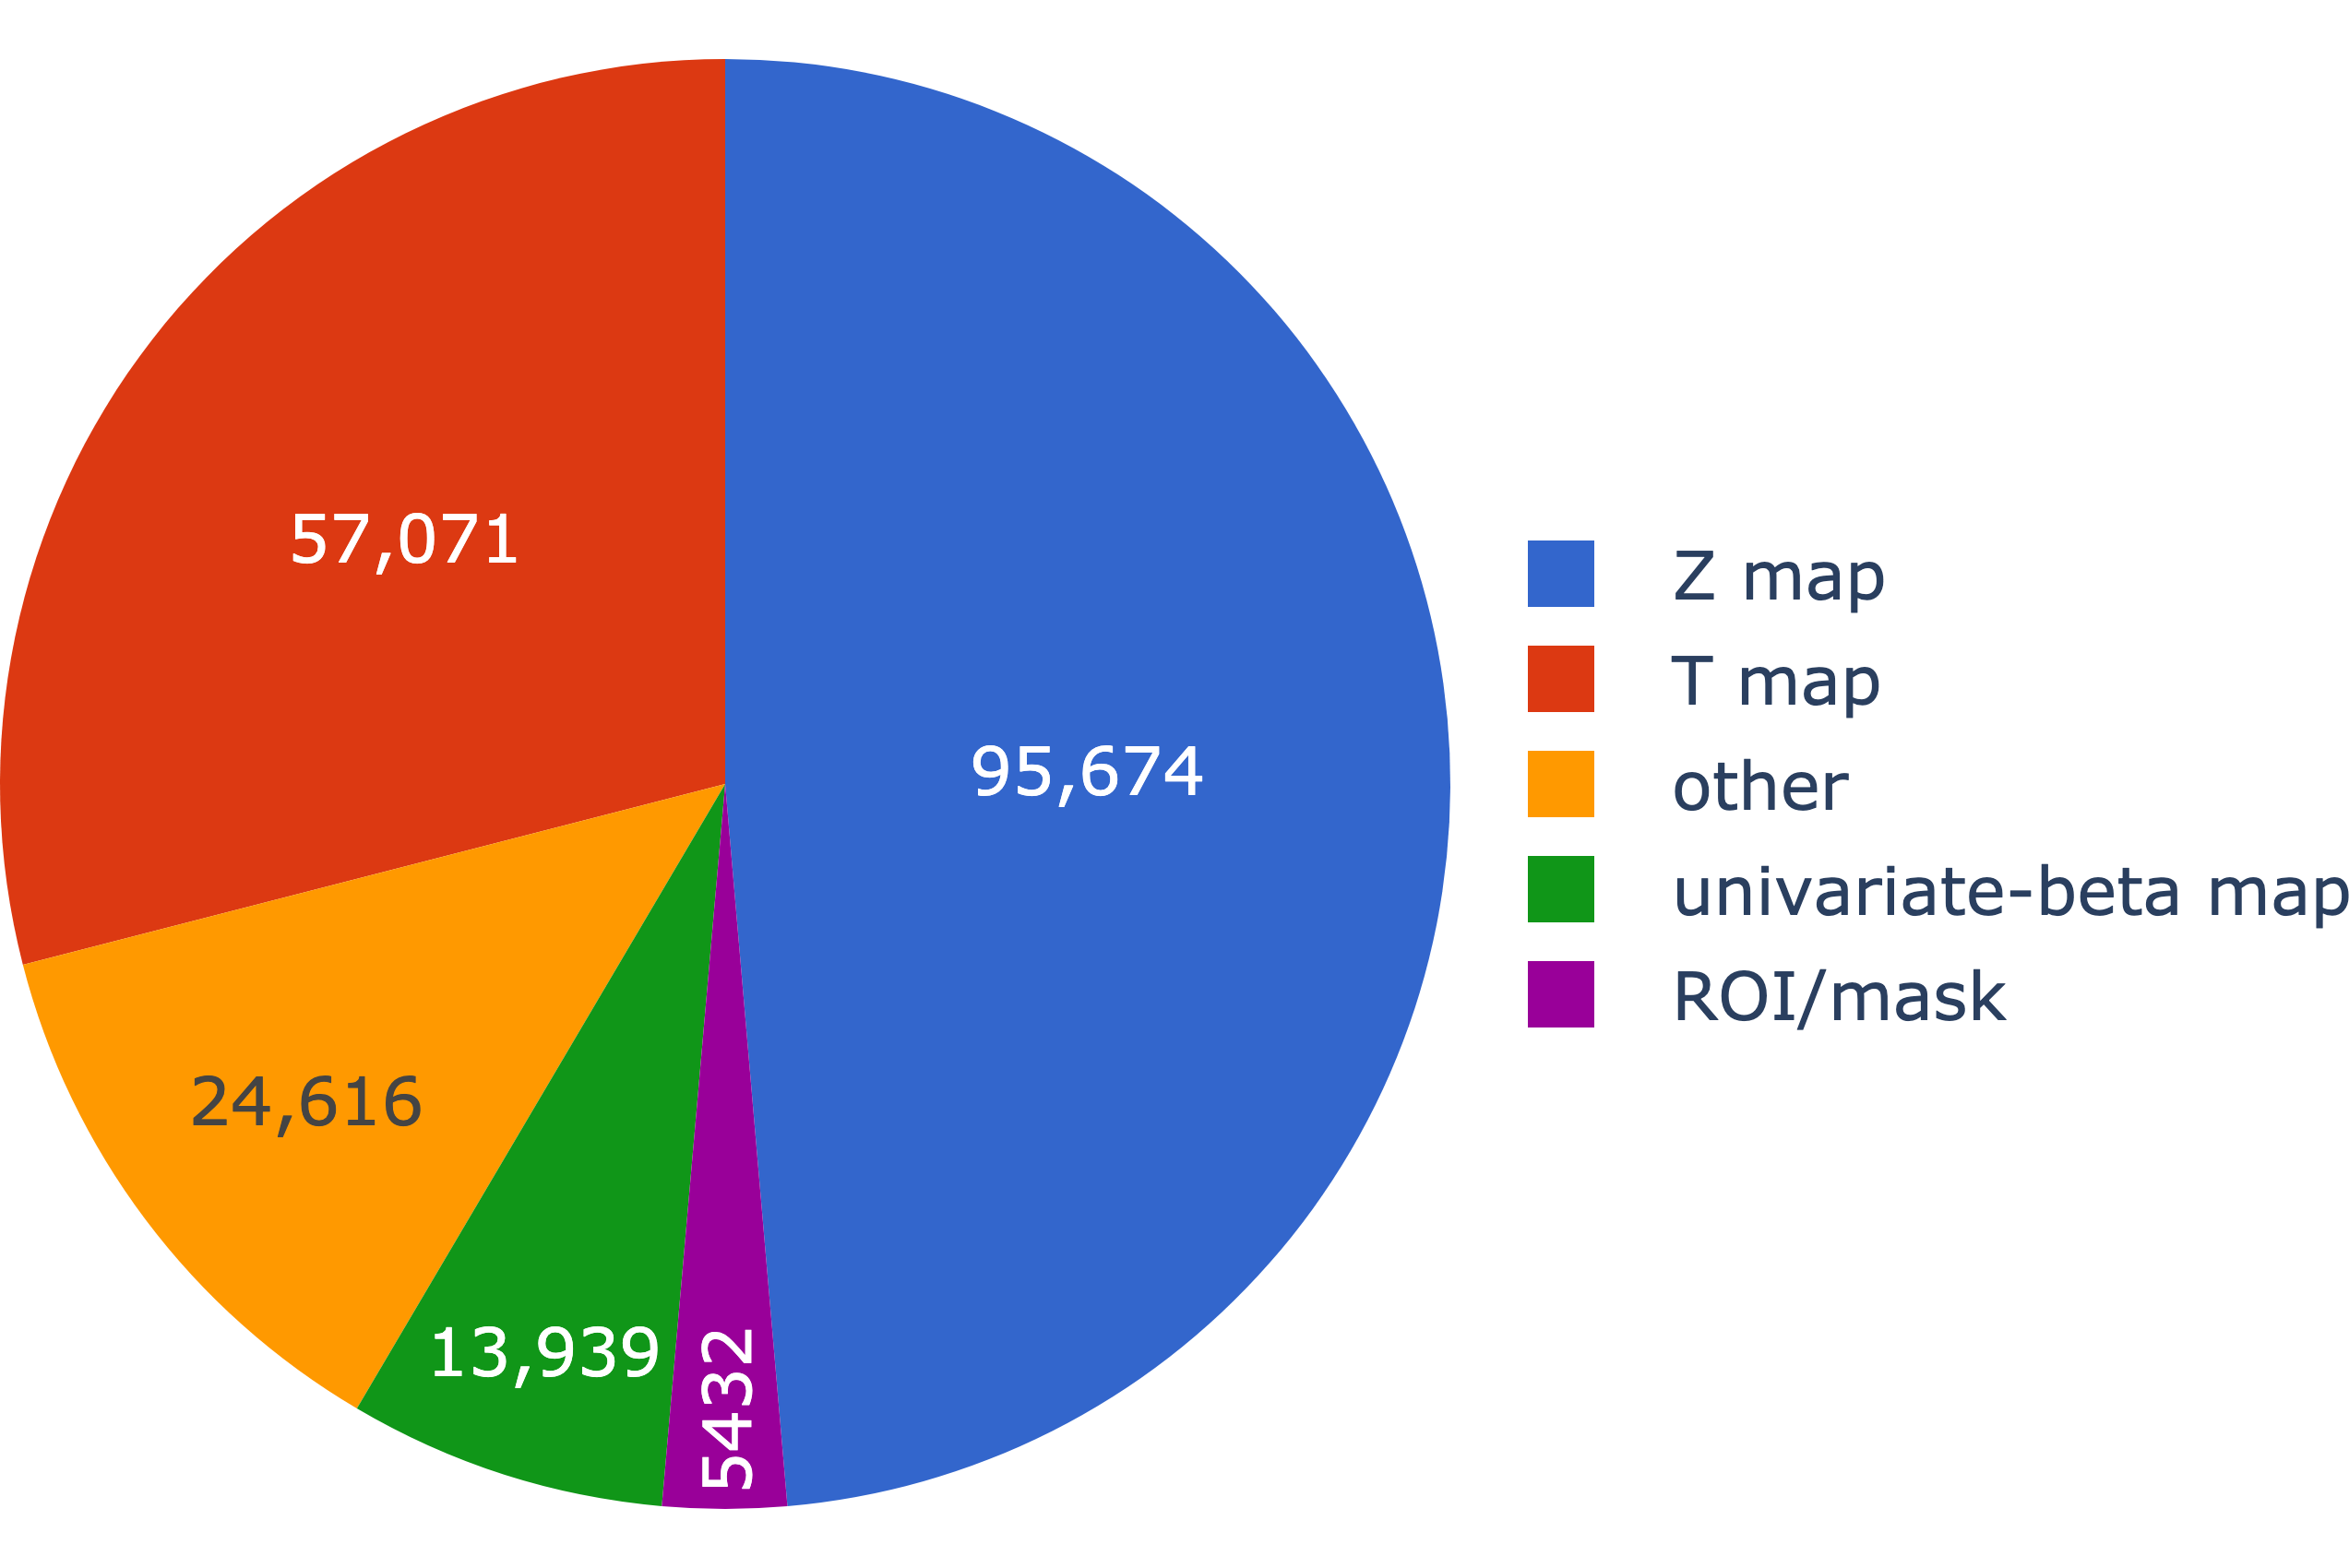 57,071
95,674
24,616
13,939
5432
Z map
T map
other
univariate-beta map
ROI/mask